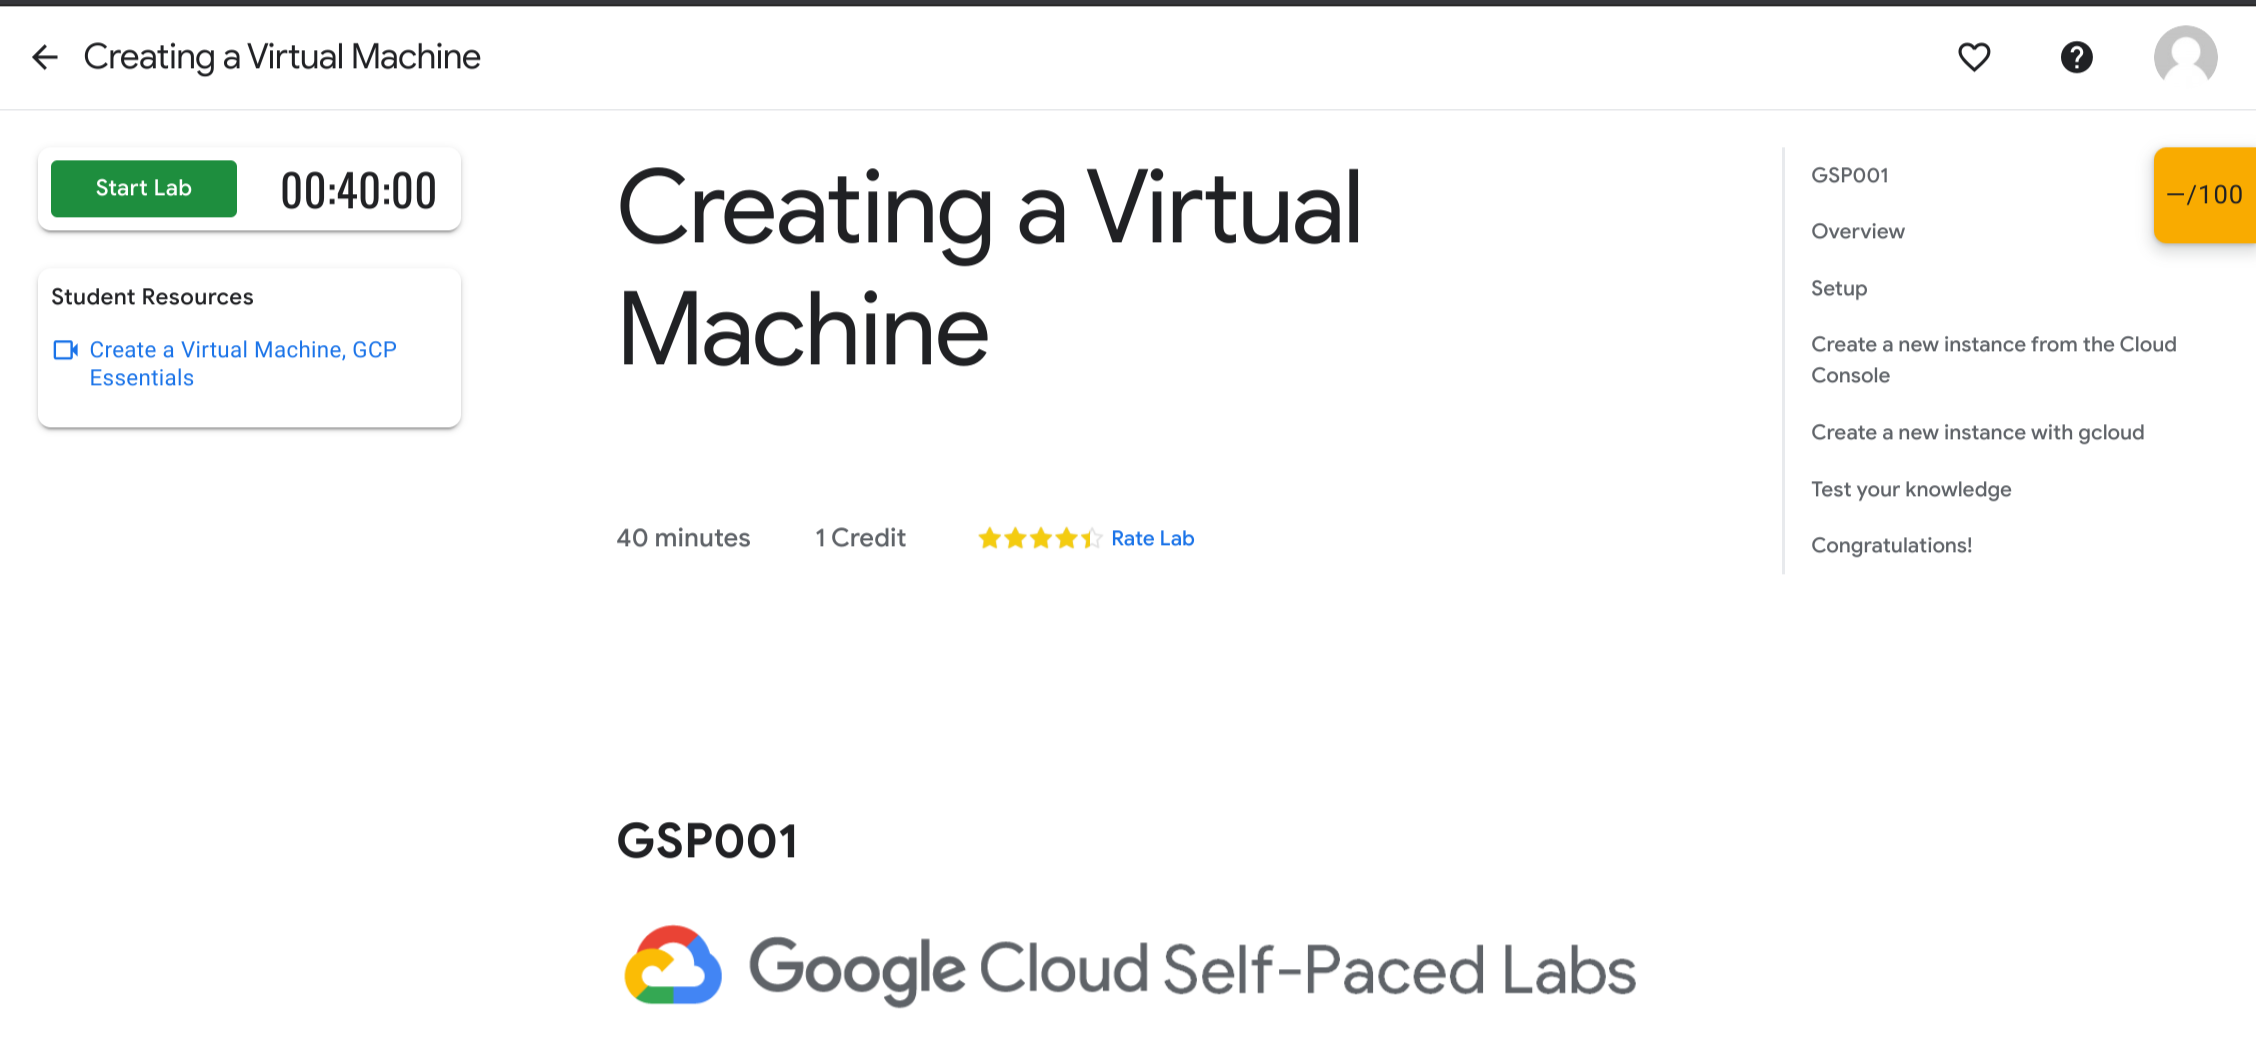 Creating a Virtual Machine
?
Start Lab
00:40:00
Student Resources
Create a Virtual Machine, GCP
Essentials
Creating a Virtual
Machine
40 minutes
1 Credit
Rate Lab
GSP001
Google Cloud Self-Paced Labs
GSP001
Overview
Setup
Create a new instance from the Cloud
Console
Create a new instance with gcloud
Test your knowledge
Congratulations!
–/100